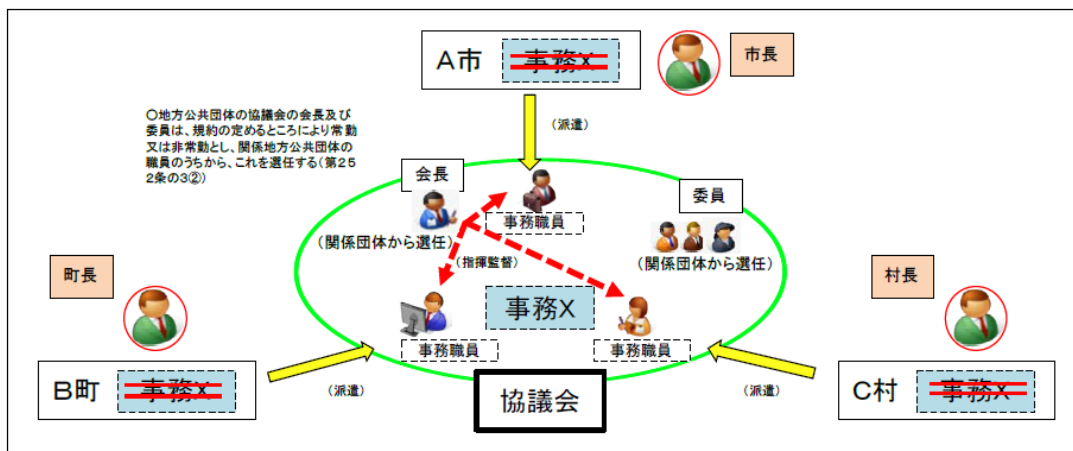 A市
事務X
市長
○地方公共団体の協議会の会長及び
委員は、規約の定めるところにより常勤
又は非常勤とし、関係地方公共団体の
職員のうちから、これを選任する(第25
2条の3②)
(派遣)
会長
委員
事務職員
(関係団体から選任)
(関係団体から選任)
(指揮監督)
町長
村長
事務X
事務職員
事務職員
B町
事務X
(派遣)
協議会
(派遣)
C村
事務X